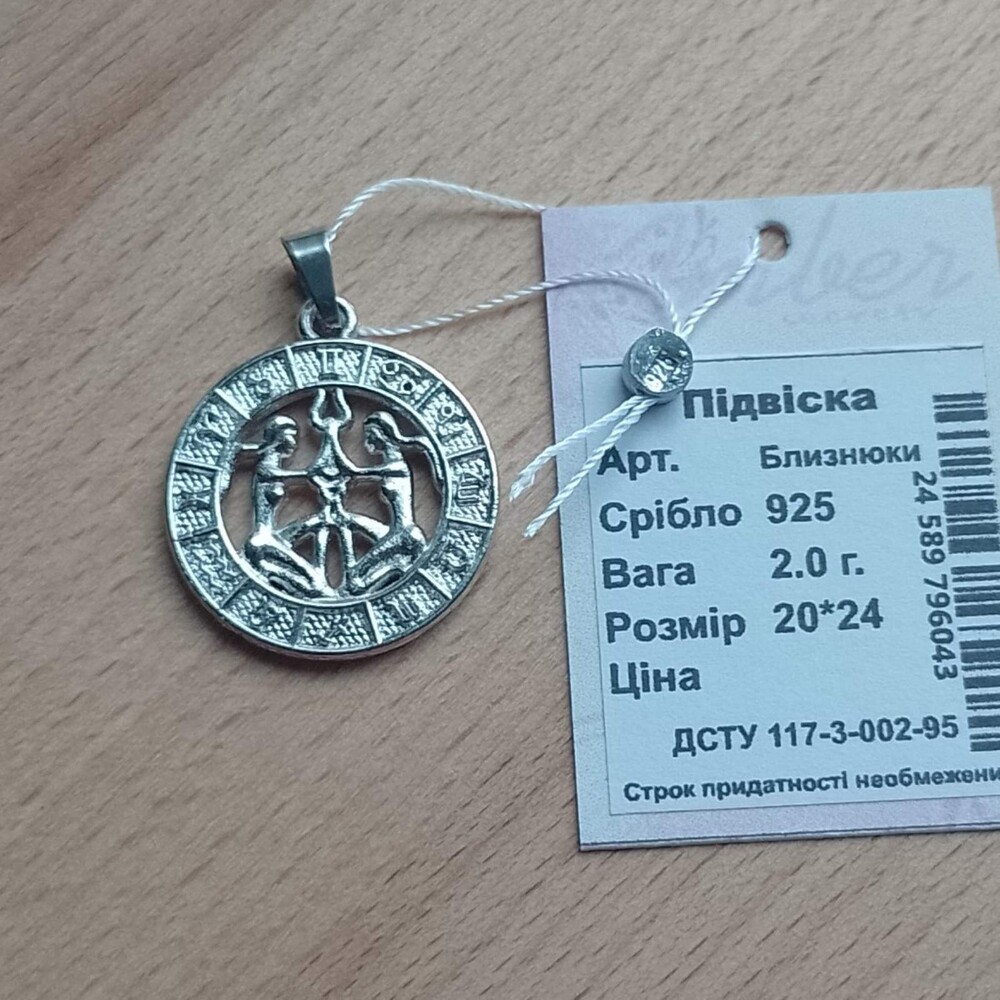 Підвіска
Арт. Близнюки
Срібло 925
Вага 2.0 г.
Розмір 20*24
Ціна
ДСТУ 117-3-002-95
Строк придатності необмежени
24 589 796043